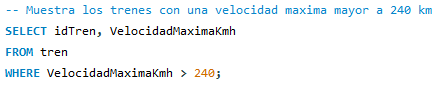 -- Muestra los trenes con una velocidad maxima mayor a 240 km
SELECT idTren, VelocidadMaximaKmh
FROM tren
WHERE VelocidadMaximaKmh > 240;